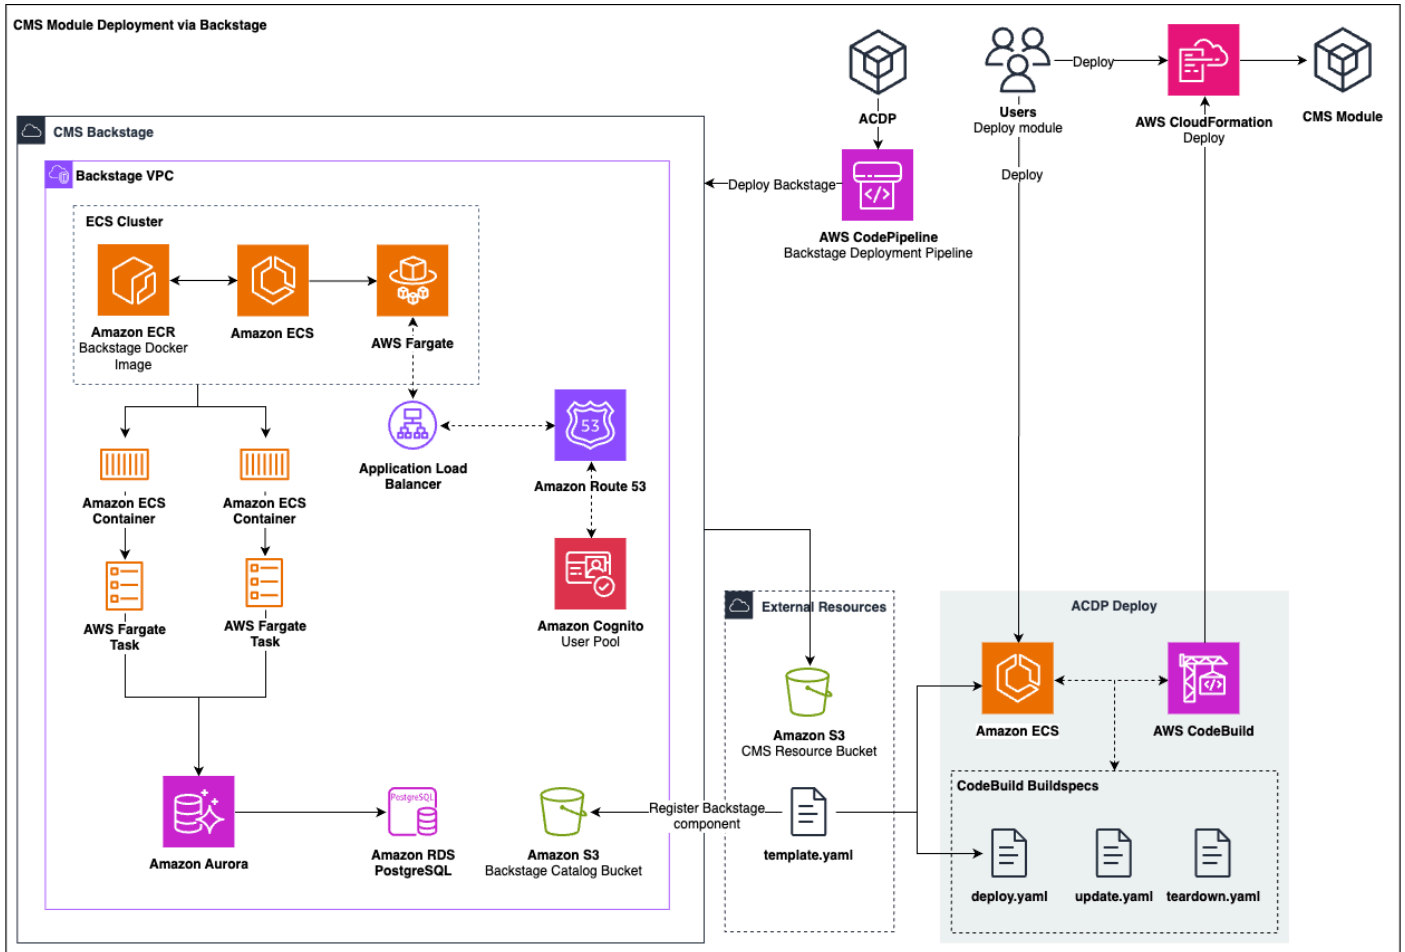 CMS Module Deployment via Backstage
ACDP
Users
Deploy module
Deploy
AWS CloudFormation
Deploy
CMS Module
CMS Backstage
Backstage VPC
Deploy Backstage
Deploy
AWS CodePipeline
Backstage Deployment Pipeline
ECS Cluster
Amazon ECR
Backstage Docker
Image
Amazon ECS
AWS Fargate
53
Application Load
Balancer
Amazon Route 53
Amazon ECS
Container
Amazon ECS
Container
AWS Fargate
Task
AWS Fargate
Task
Amazon Cognito
User Pool
External Resources
ACDP Deploy
Amazon S3
CMS Resource Bucket
Amazon ECS
AWS CodeBuild
CodeBuild Buildspecs
PostgreSQL
Amazon Aurora
Amazon RDS
PostgreSQL
Amazon S3
Backstage Catalog Bucket
Register Backstage
component
template.yaml
deploy.yaml
update.yaml
teardown.yaml